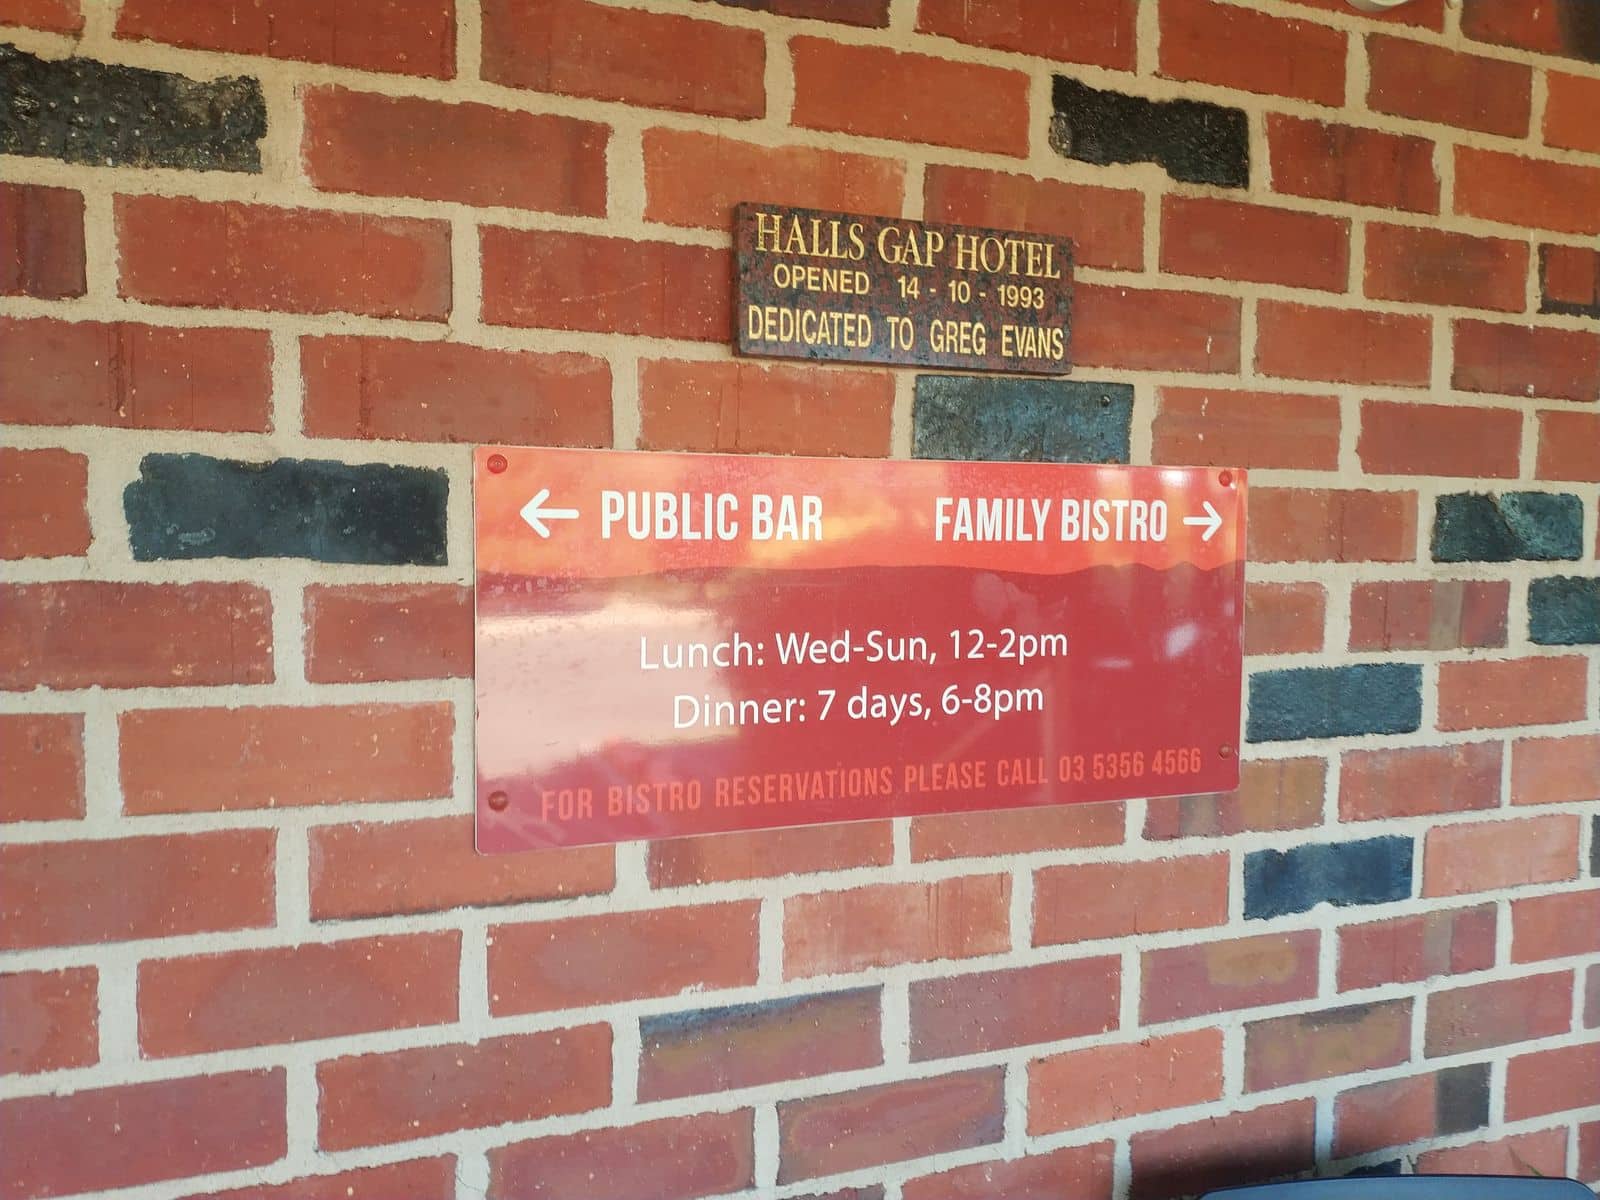 HALLS GAP HOTEL
OPENED 14 - 10 - 1993
DEDICATED TO GREG EVANS
← PUBLIC BAR
FAMILY BISTRO →
Lunch: Wed-Sun, 12-2pm
Dinner: 7 days, 6-8pm
FOR BISTRO RESERVATIONS PLEASE CALL 03 5356 4566